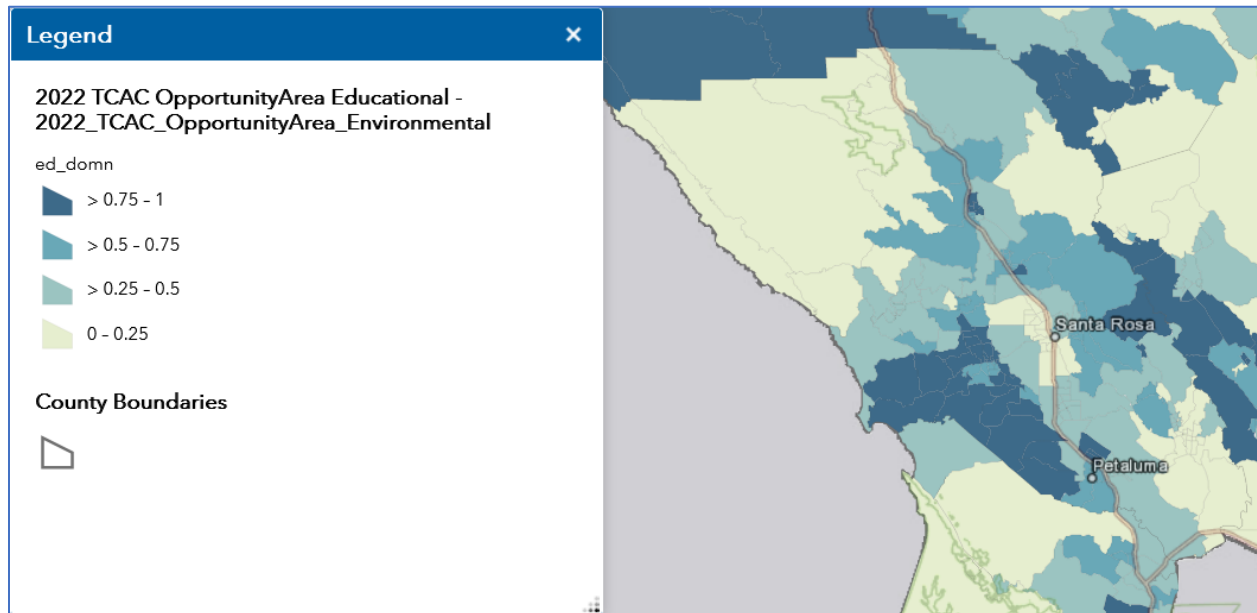 Legend
2022 TCAC OpportunityArea Educational -
2022_TCAC_OpportunityArea_Environmental
ed_domn
> 0.75 - 1
> 0.5 - 0.75
> 0.25 - 0.5
0 - 0.25
County Boundaries
Santa Rosa
Petaluma